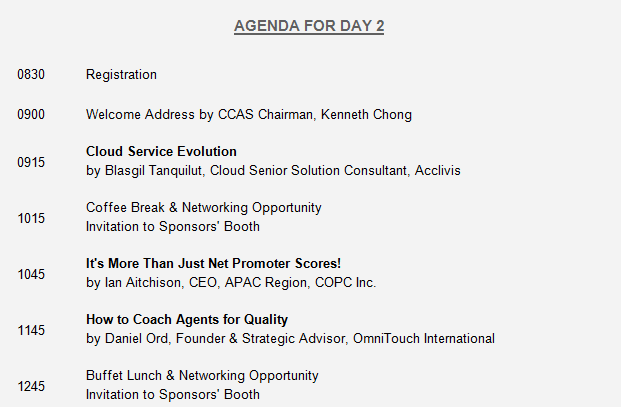 AGENDA FOR DAY 2
0830 Registration
0900 Welcome Address by CCAS Chairman, Kenneth Chong
0915 Cloud Service Evolution
by Blasgil Tanquilut, Cloud Senior Solution Consultant, Acclivis
1015 Coffee Break & Networking Opportunity
Invitation to Sponsors' Booth
1045 It's More Than Just Net Promoter Scores!
by Ian Aitchison, CEO, APAC Region, COPC Inc.
1145 How to Coach Agents for Quality
by Daniel Ord, Founder & Strategic Advisor, OmniTouch International
1245 Buffet Lunch & Networking Opportunity
Invitation to Sponsors' Booth